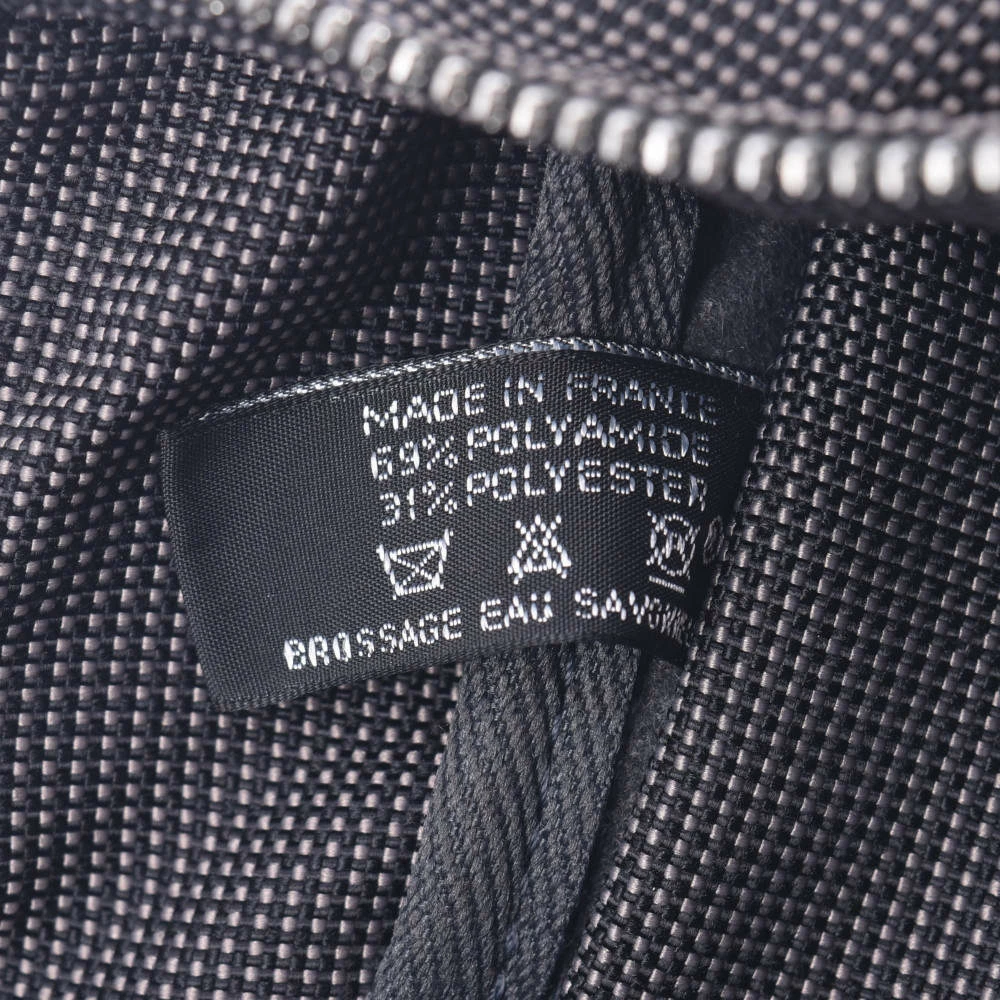 MADE IN FRANCE
69% POLYAMIDE
31% POLYESTER
BROSSAGE EAU